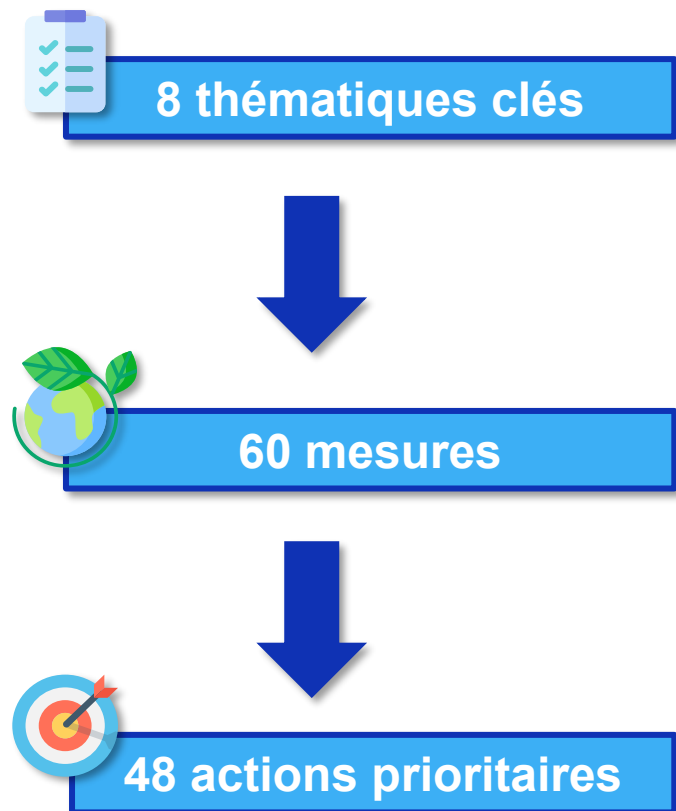 8 thématiques clés
60 mesures
48 actions prioritaires